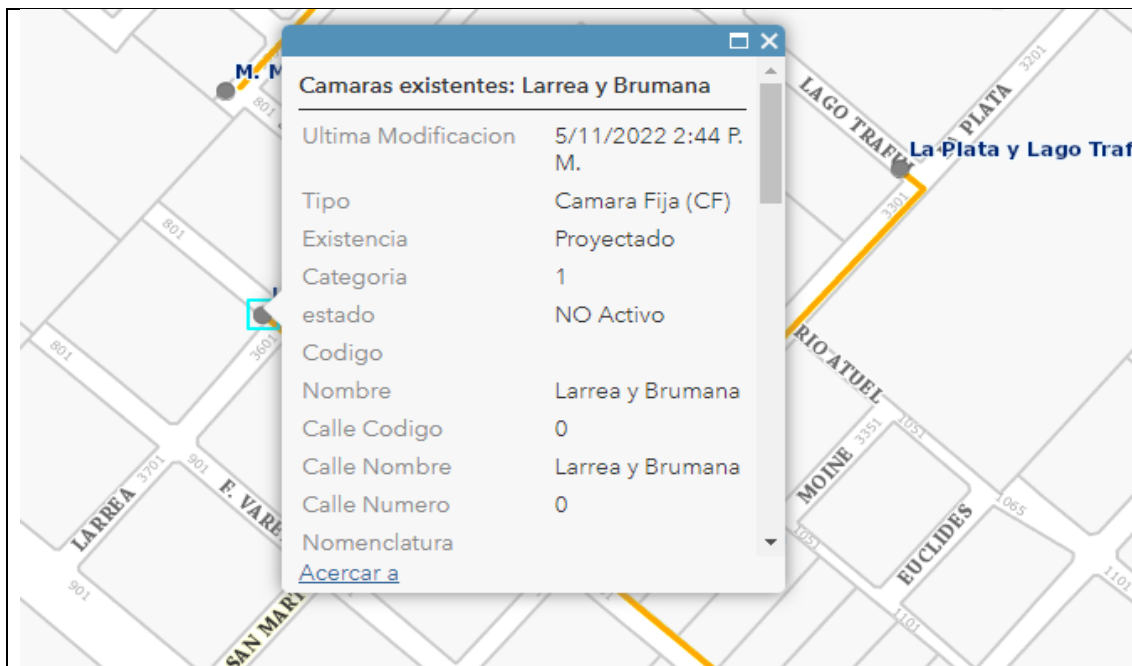 Camaras existentes: Larrea y Brumana
Ultima Modificacion 5/11/2022 2:44 P.
M.
Tipo Camara Fija (CF)
Existencia Proyectado
Categoria 1
estado NO Activo
Codigo
Nombre Larrea y Brumana
Calle Codigo 0
Calle Nombre Larrea y Brumana
Calle Numero 0
Nomenclatura
Acercar a
M. M
801
801
801
3601
3701
901
LARREA
F. VARE
901
SAN MART
LAGO TRAFUL
PLATA
3201
La Plata y Lago Traf
3301
RIO ATUEL
1051
3351
MOINE
1051
1065
EUCLIDES
1101
1101